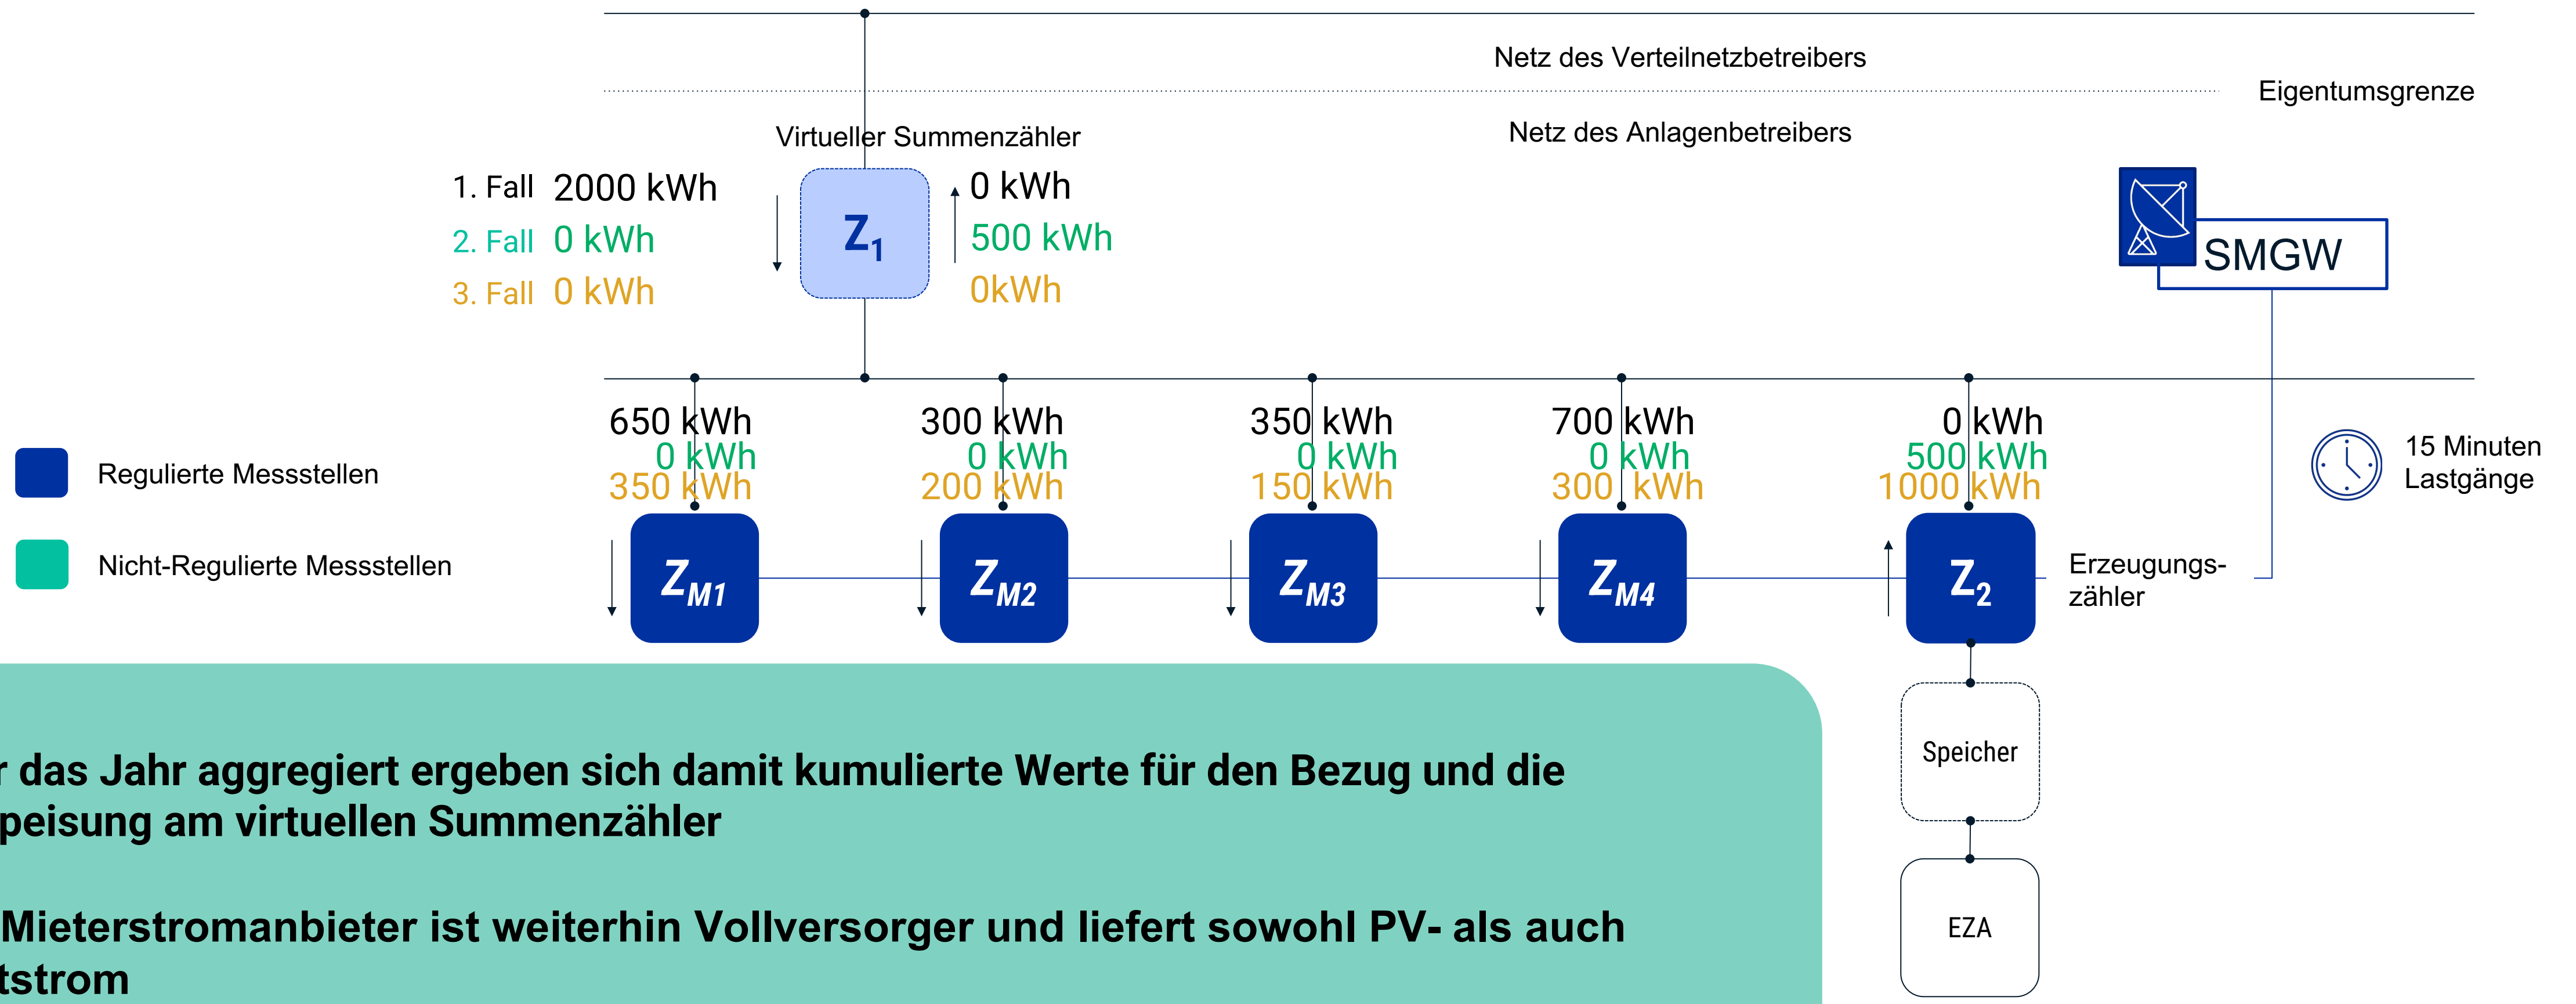 Netz des Verteilnetzbetreibers
Eigentumsgrenze
Netz des Anlagenbetreibers
Virtueller Summenzähler
1. Fall 2000 kWh
2. Fall 0 kWh
3. Fall 0 kWh
Z1
0 kWh
500 kWh
0kWh
SMGW
650 kWh 300 kWh 350 kWh 700 kWh 0 kWh
0 kWh 0 kWh 0 kWh 0 kWh 500 kWh
350 kWh 200 kWh 150 kWh 300 kWh 1000 kWh
15 Minuten
Lastgänge
Regulierte Messstellen
Nicht-Regulierte Messstellen
ZM1 ZM2 ZM3 ZM4 Z2
Erzeugungs-
zähler
r das Jahr aggregiert ergeben sich damit kumulierte Werte für den Bezug und die
peisung am virtuellen Summenzähler
Mieterstromanbieter ist weiterhin Vollversorger und liefert sowohl PV- als auch
tstrom
Speicher
EZA